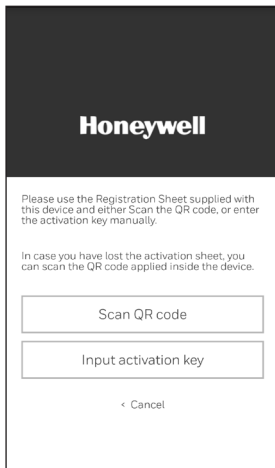 Honeywell
Please use the Registration Sheet supplied with
this device and either Scan the QR code, or enter
the activation key manually.
In case you have lost the activation sheet, you
can scan the QR code applied inside the device.
Scan QR code
Input activation key
< Cancel